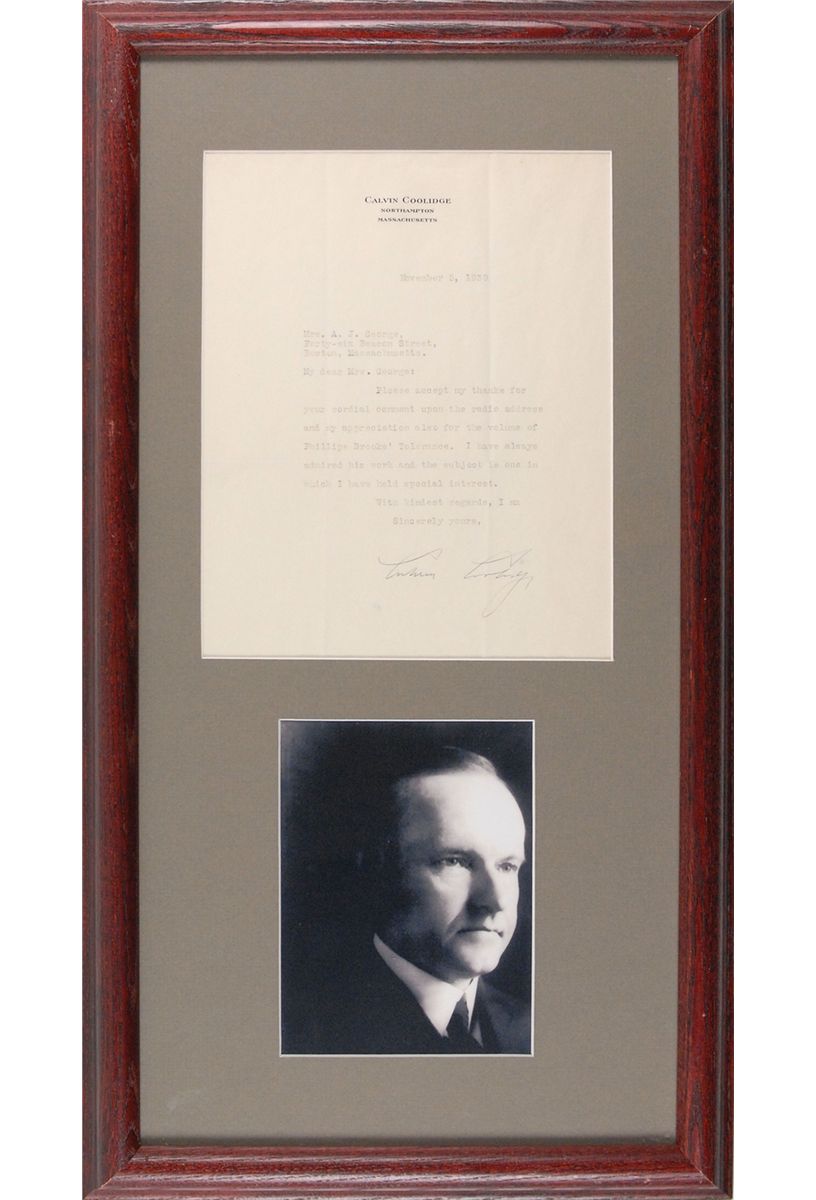 CALVIN COOLIDGE
NORTHAMPTON
MASSACHUSETTS
November 5, 1930
Mrs. A. J. George,
Forty-six Beacon Street,
Boston, Massachusetts.
My dear Mrs. George:
Please accept my thanks for
your cordial comment upon the radio address
and my appreciation also for the volume of
Phillips Brooks' Tolerance. I have always
admired his work and the subject is one in
which I have held special interest.
With kindest regards, I am
Sincerely yours,
Calvin Coolidge